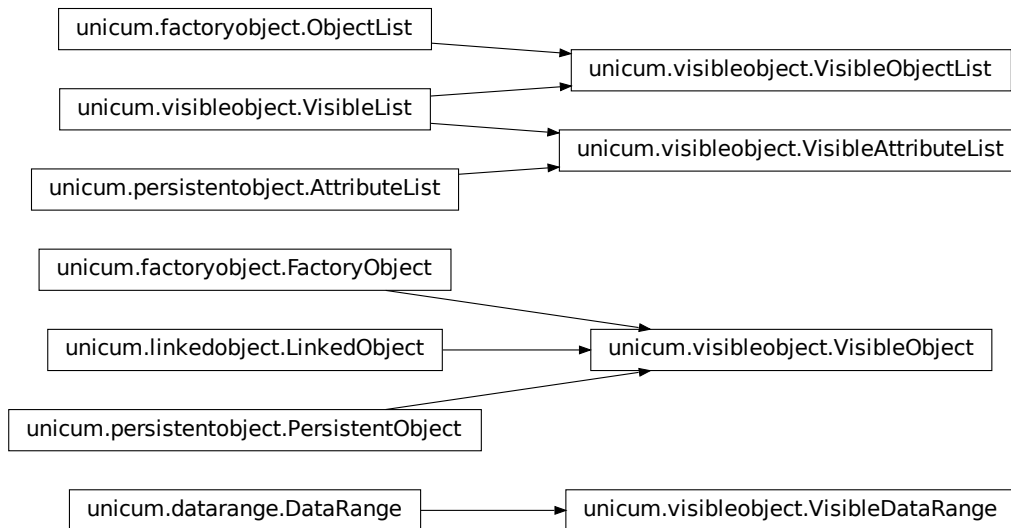 unicum.factoryobject.ObjectList
unicum.visibleobject.VisibleObjectList
unicum.visibleobject.VisibleList
unicum.visibleobject.VisibleAttributeList
unicum.persistentobject.AttributeList
unicum.factoryobject.FactoryObject
unicum.linkedobject.LinkedObject
unicum.visibleobject.VisibleObject
unicum.persistentobject.PersistentObject
unicum.datarange.DataRange
unicum.visibleobject.VisibleDataRange